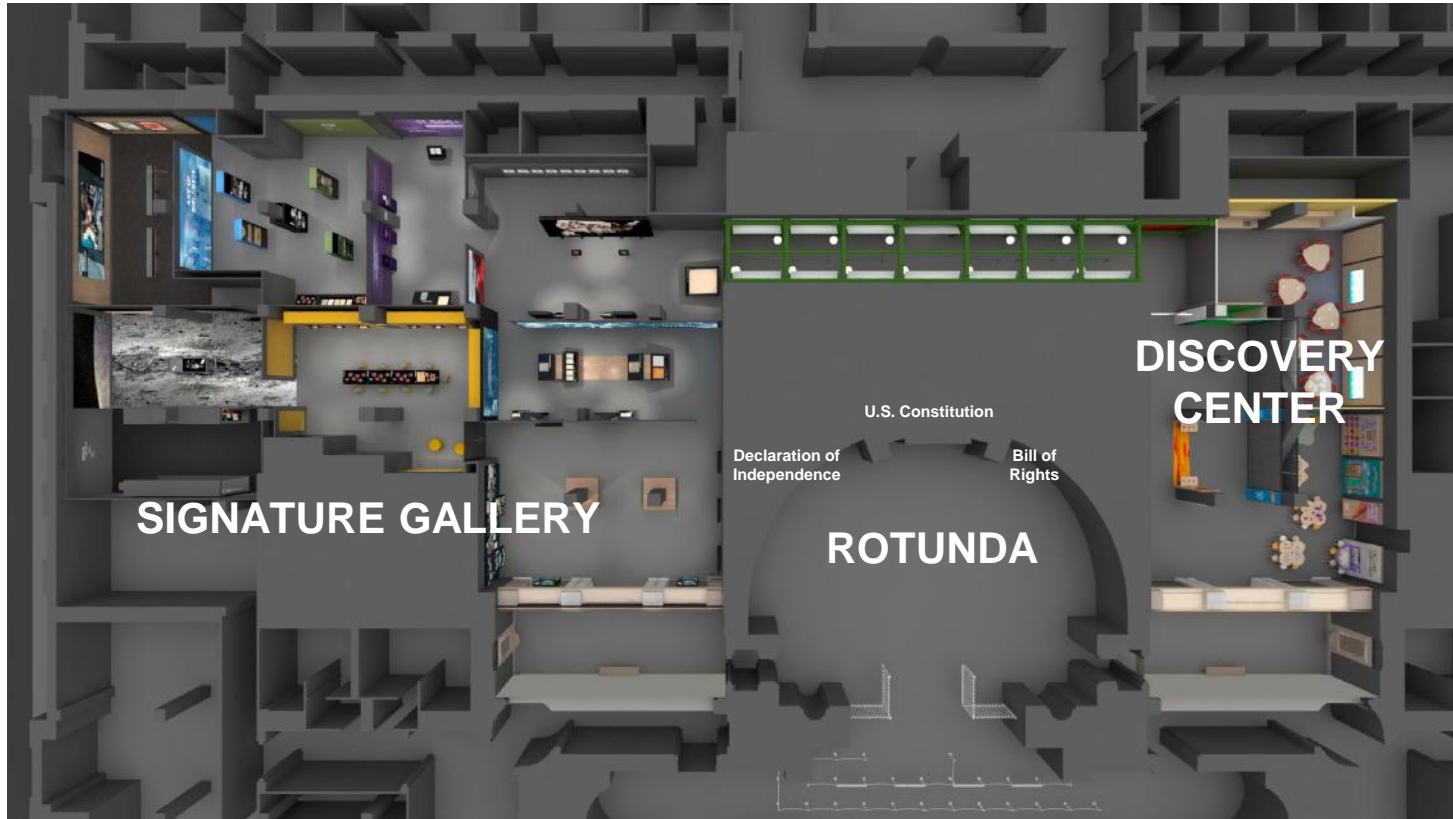 DISCOVERY
CENTER
U.S. Constitution
Declaration of
Independence
Bill of
Rights
SIGNATURE GALLERY
ROTUNDA